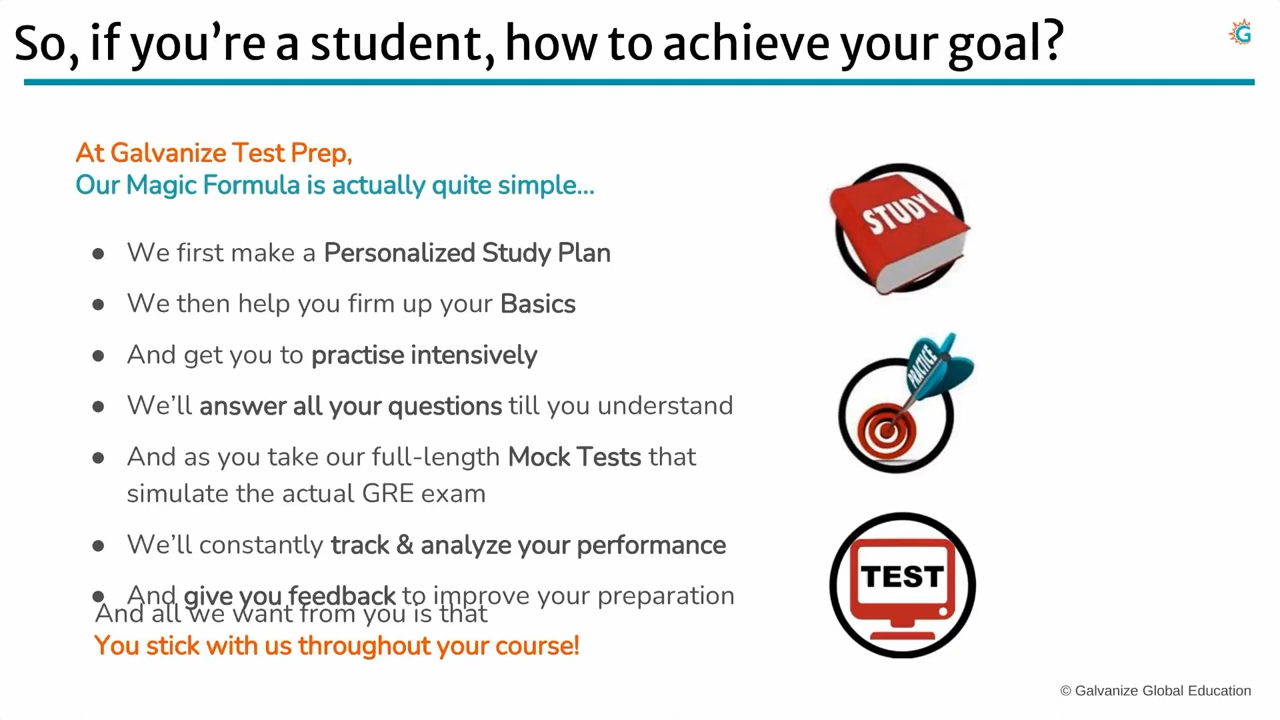 So, if you’re a student, how to achieve your goal?
G
At Galvanize Test Prep,
Our Magic Formula is actually quite simple...
● We first make a Personalized Study Plan
● We then help you firm up your Basics
● And get you to practise intensively
● We’ll answer all your questions till you understand
● And as you take our full-length Mock Tests that
simulate the actual GRE exam
● We’ll constantly track & analyze your performance
● And give you feedback to improve your preparation
And all we want from you is that
You stick with us throughout your course!
STUDY
PRACTICE
TEST
© Galvanize Global Education